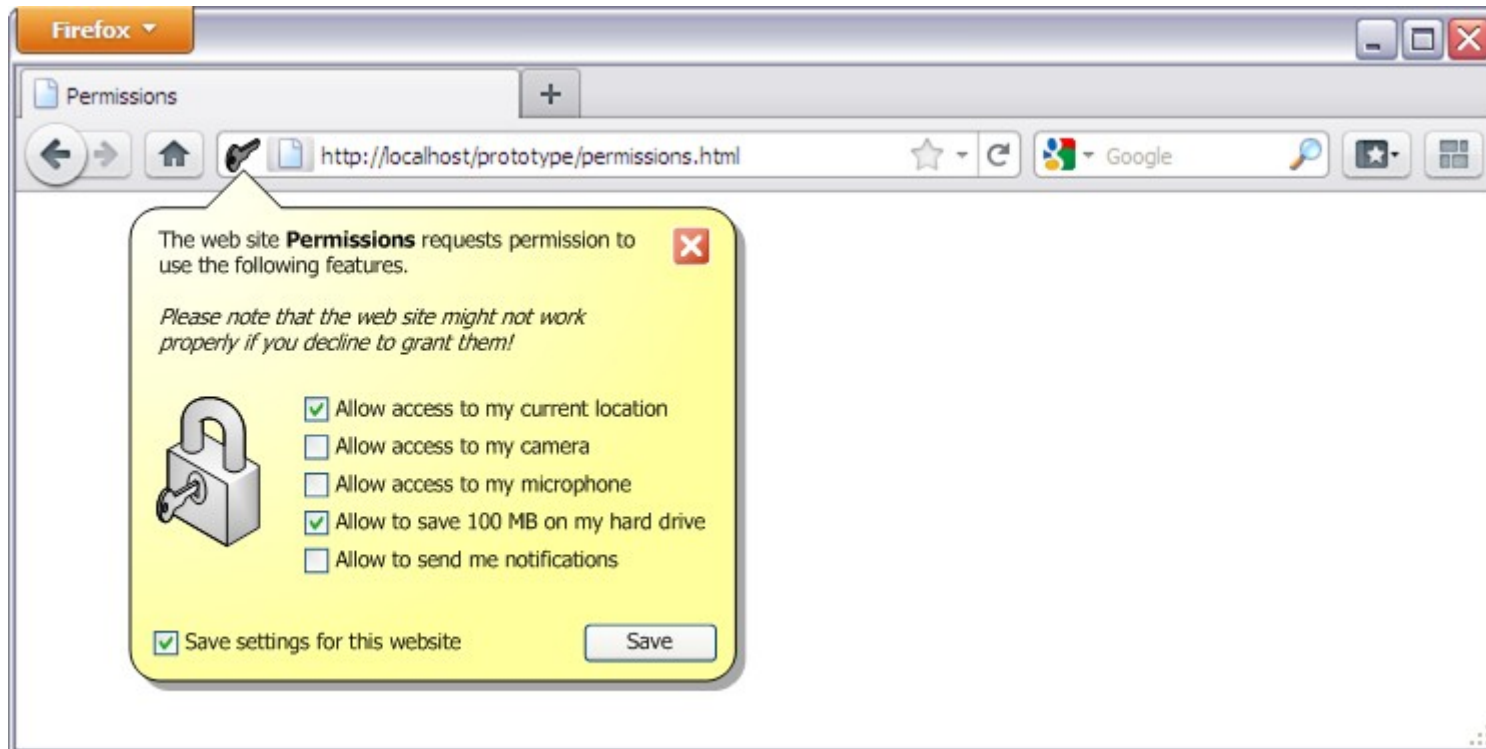 Firefox
Permissions
http://localhost/prototype/permissions.html
Google
The web site Permissions requests permission to
use the following features.
Please note that the web site might not work
properly if you decline to grant them!
Allow access to my current location
Allow access to my camera
Allow access to my microphone
Allow to save 100 MB on my hard drive
Allow to send me notifications
Save settings for this website
Save